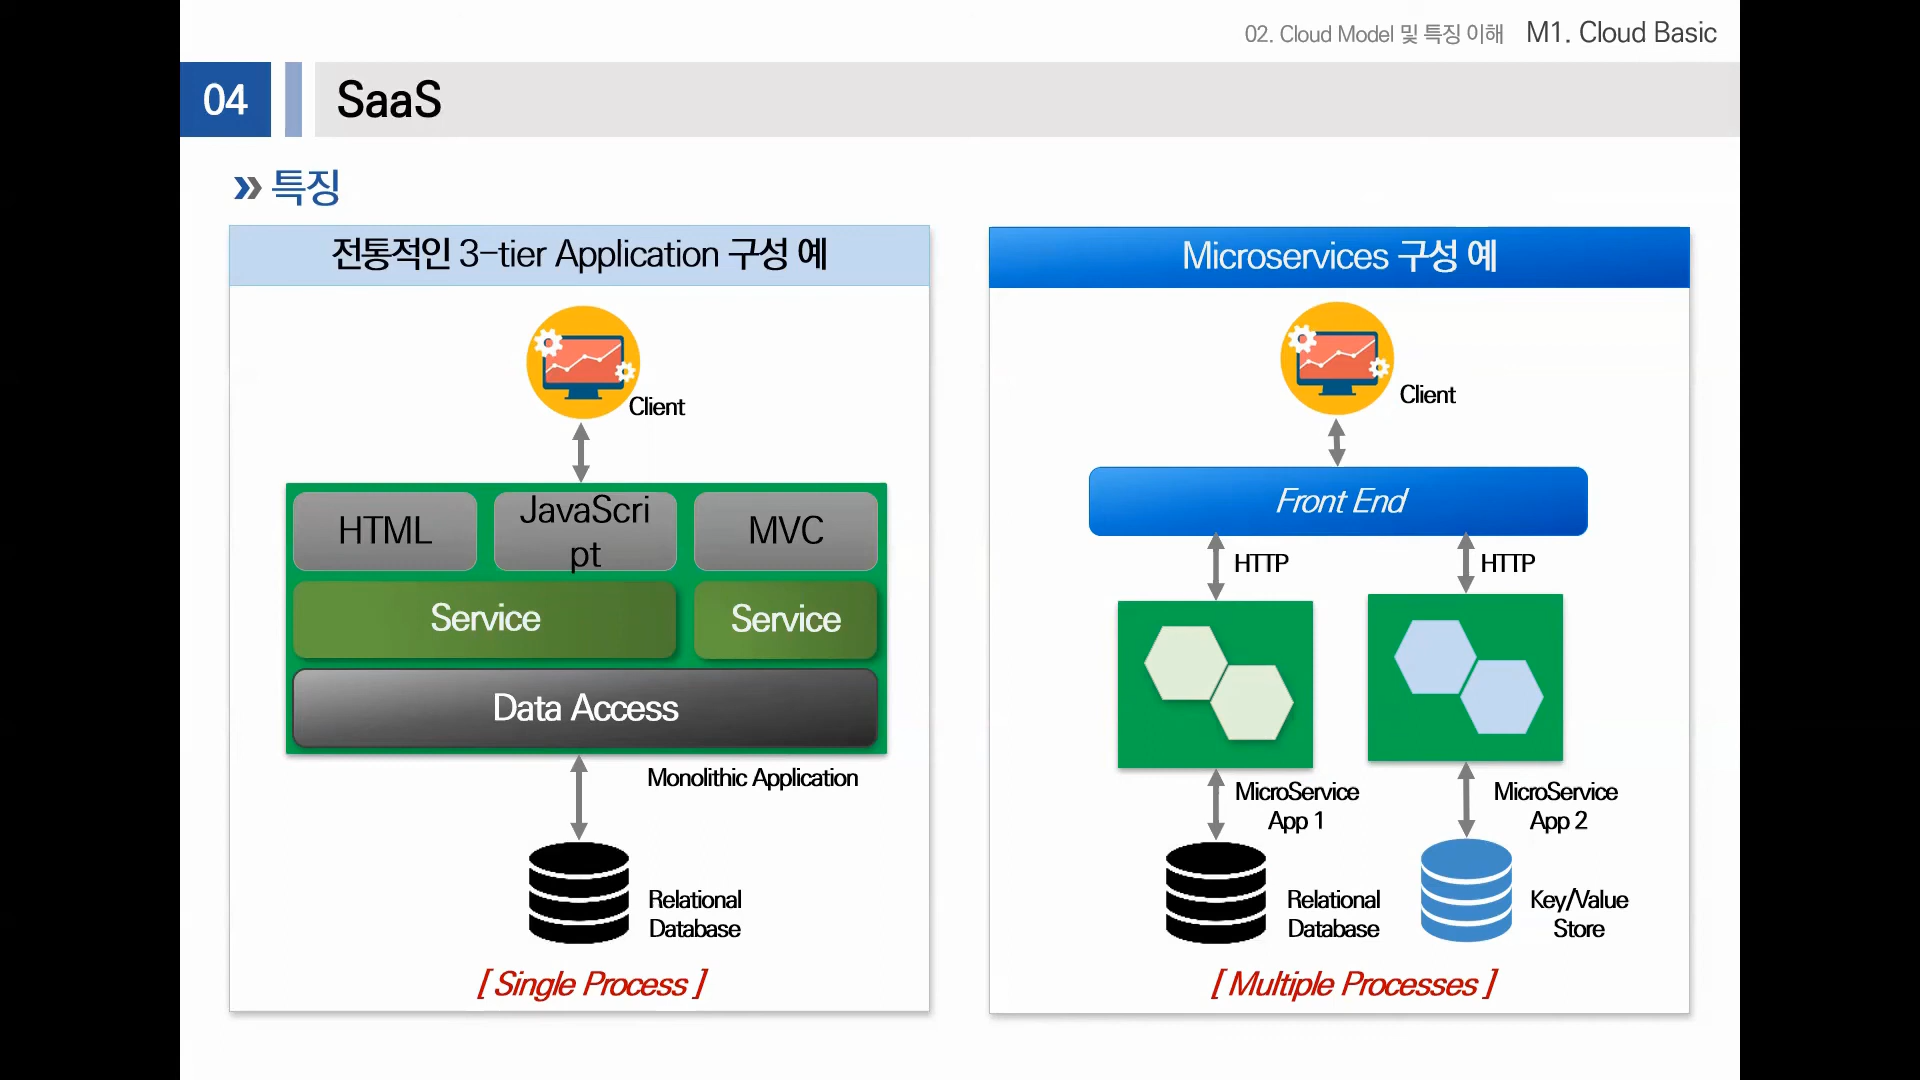 02. Cloud Model 및 특징 이해 M1. Cloud Basic
04 SaaS
특징
전통적인 3-tier Application 구성 예
Client
HTML
JavaScri
pt
MVC
Service
Service
Data Access
Monolithic Application
Relational
Database
[ Single Process ]
Microservices 구성 예
Client
Front End
HTTP
HTTP
MicroService
App 1
MicroService
App 2
Relational
Database
Key/Value
Store
[ Multiple Processes ]